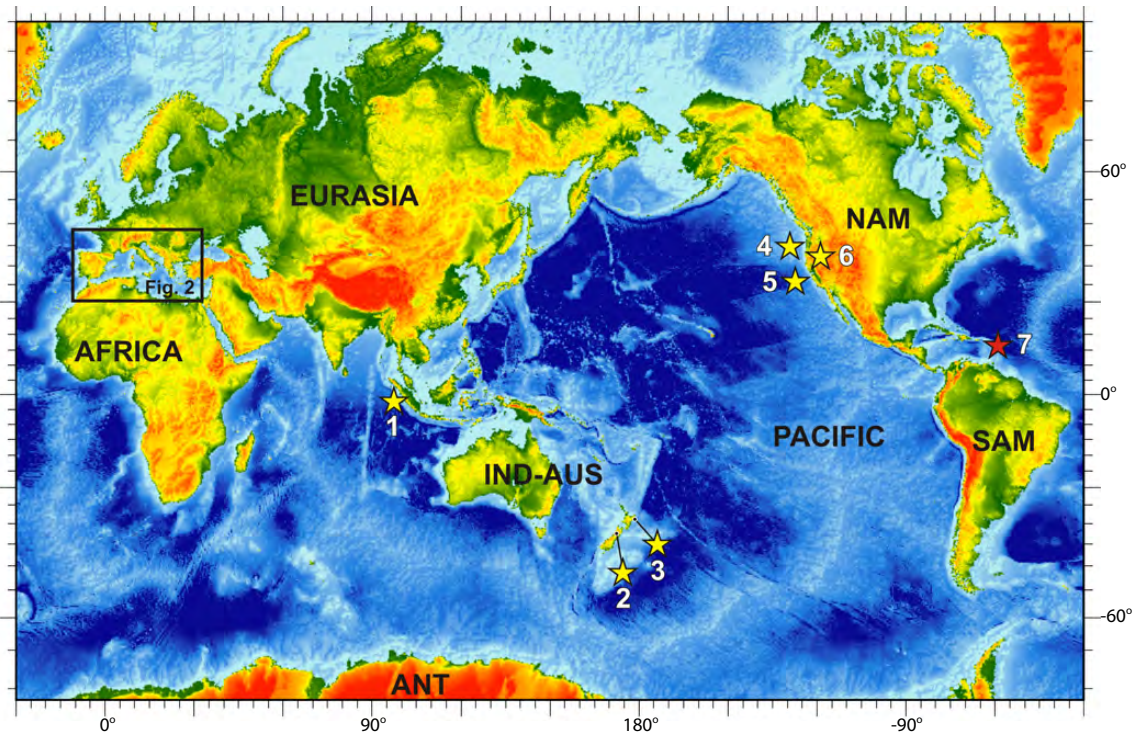 60°
EURASIA
NAM
4
6
5
Fig. 2
AFRICA
7
0°
1
PACIFIC
SAM
IND-AUS
3
2
-60°
ANT
0°
90°
180°
-90°